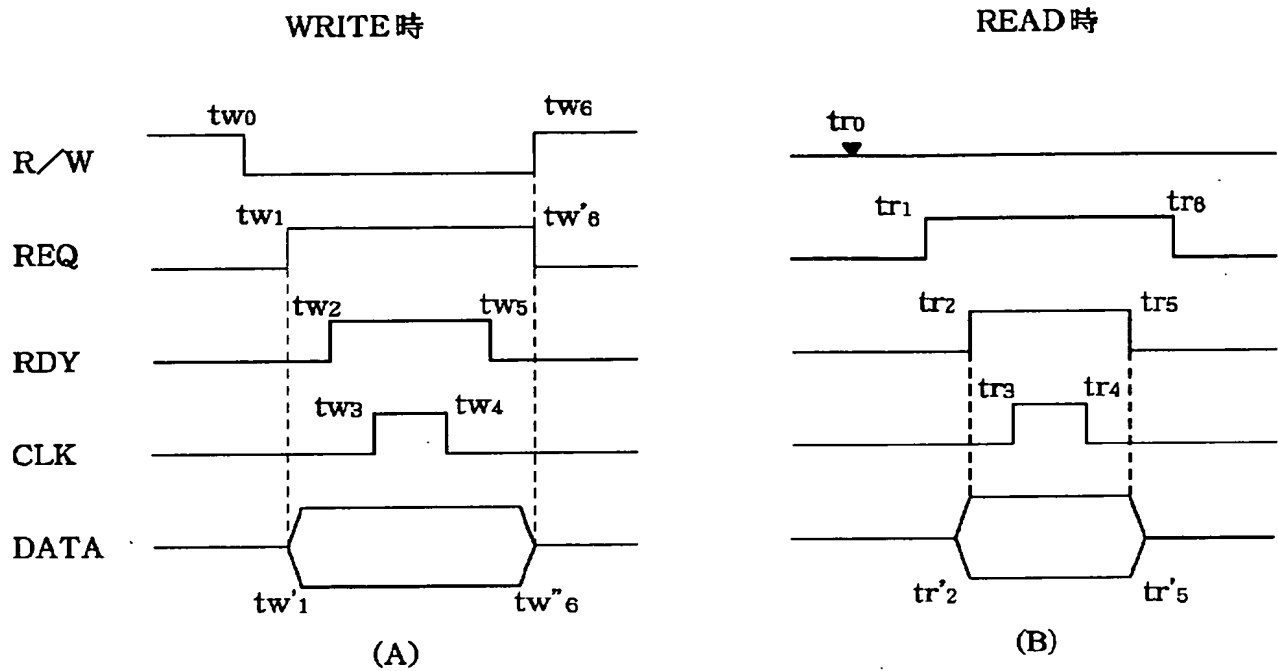 WRITE時
READ時
tw0
tw6
tr0
R/W
tw1
tw'6
tr1
tr6
REQ
tw2
tw5
tr2
tr5
RDY
tw3
tw4
tr3
tr4
CLK
DATA
tw'1
tw"6
tr'2
tr'5
(A)
(B)